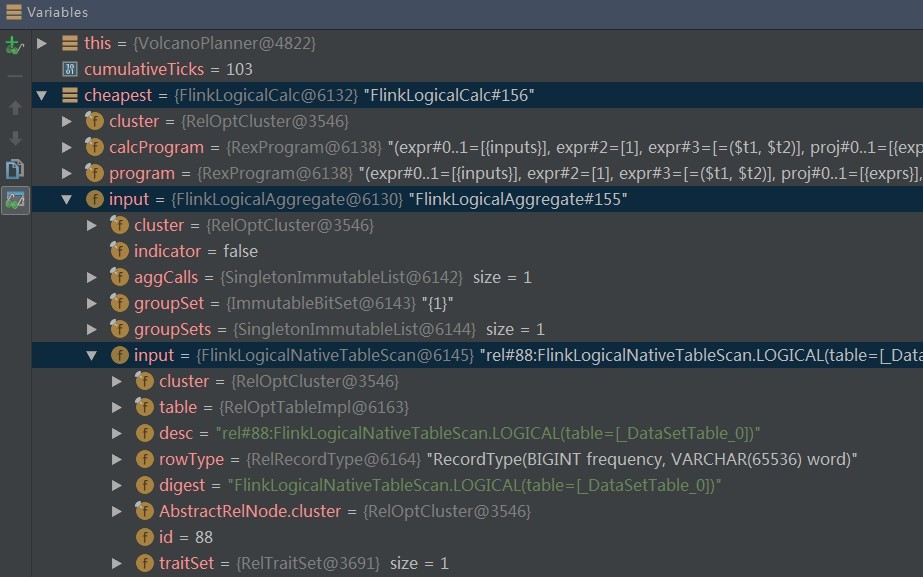 Variables
this = {VolcanoPlanner@4822}
cumulativeTicks = 103
cheapest = {FlinkLogicalCalc@6132} "FlinkLogicalCalc#156"
cluster = {RelOptCluster@3546}
calcProgram = {RexProgram@6138} "(expr#0..1=[{inputs}], expr#2=[1], expr#3=[=($t1, $t2)], proj#0..1=[{exp
program = {RexProgram@6138} "(expr#0..1=[{inputs}], expr#2=[1], expr#3=[=($t1, $t2)], proj#0..1=[{exprs}],
input = {FlinkLogicalAggregate@6130} "FlinkLogicalAggregate#155"
cluster = {RelOptCluster@3546}
indicator = false
aggCalls = {SingletonImmutableList@6142} size = 1
groupSet = {ImmutableBitSet@6143} "{1}"
groupSets = {SingletonImmutableList@6144} size = 1
input = {FlinkLogicalNativeTableScan@6145} "rel#88:FlinkLogicalNativeTableScan.LOGICAL(table=[_Data
cluster = {RelOptCluster@3546}
table = {RelOptTableImpl@6163}
desc = "rel#88:FlinkLogicalNativeTableScan.LOGICAL(table=[_DataSetTable_0])"
rowType = {RelRecordType@6164} "RecordType(BIGINT frequency, VARCHAR(65536) word)"
digest = "FlinkLogicalNativeTableScan.LOGICAL(table=[_DataSetTable_0])"
AbstractRelNode.cluster = {RelOptCluster@3546}
id = 88
traitSet = {RelTraitSet@3691} size = 1